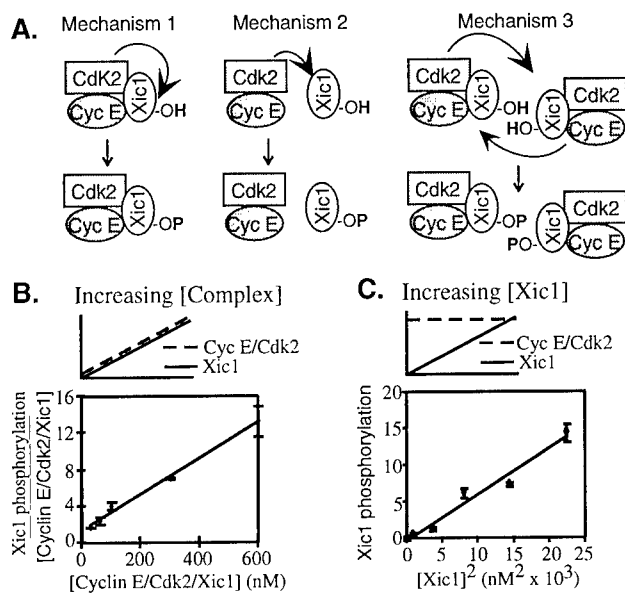 A.
Mechanism 1
Mechanism 2
Mechanism 3
CdK2
Cyc E
Xic1
-OH
Cdk2
Cyc E
Xic1
-OH
Cdk2
Cyc E
Xic1
-OH
HO-
Xic1
Cdk2
Cyc E
Cdk2
Cyc E
Xic1
-OP
Cdk2
Cyc E
Xic1
-OP
Cdk2
Cyc E
Xic1
-OP
PO-
Xic1
Cdk2
Cyc E
B.
Increasing [Complex]
Cyc E/Cdk2
Xic1
Xic1 phosphorylation
[Cyclin E/Cdk2/Xic1]
16
12
8
4
0
0 200 400 600
[Cyclin E/Cdk2/Xic1] (nM)
C.
Increasing [Xic1]
Cyc E/Cdk2
Xic1
Xic1 phosphorylation
20
15
10
5
0
0 5 10 15 20 25
[Xic1]² (nM² x 10³)